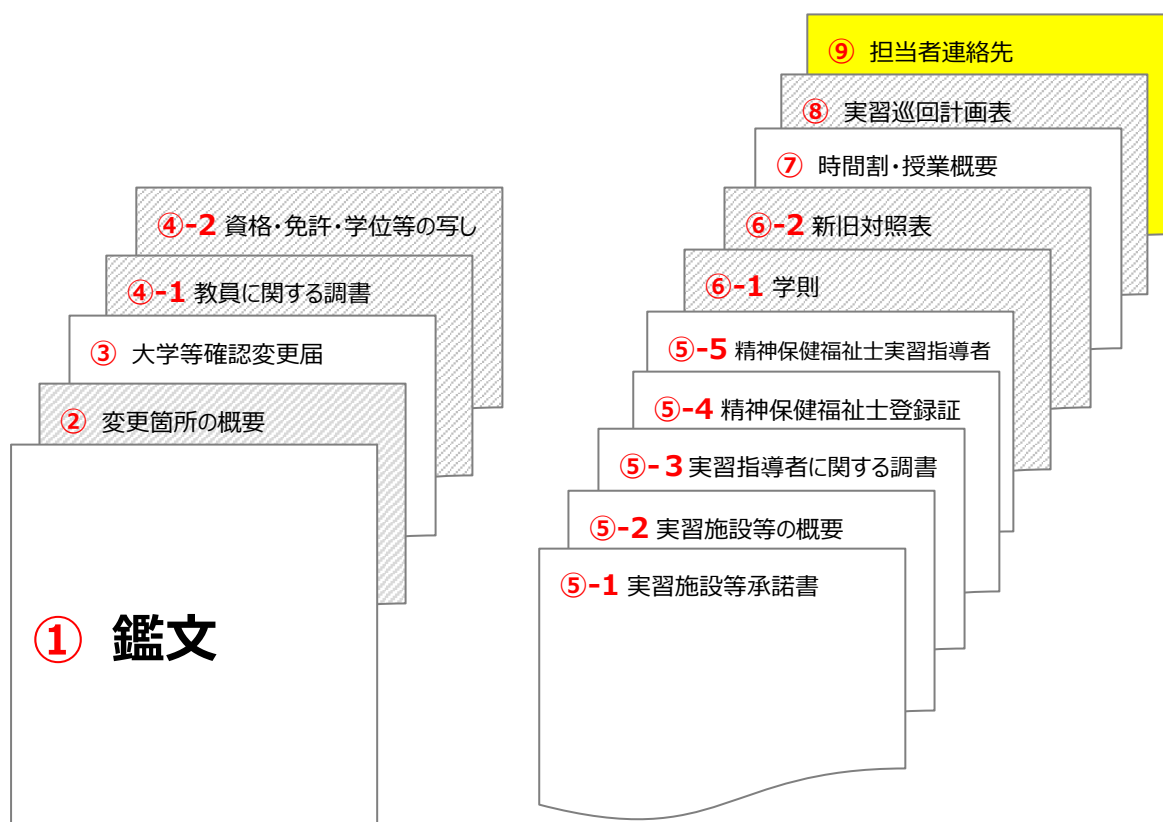 ① 鑑文
② 変更箇所の概要
③ 大学等確認変更届
④-1 教員に関する調書
④-2 資格・免許・学位等の写し
⑤-1 実習施設等承諾書
⑤-2 実習施設等の概要
⑤-3 実習指導者に関する調書
⑤-4 精神保健福祉士登録証
⑤-5 精神保健福祉士実習指導者
⑥-1 学則
⑥-2 新旧対照表
⑦ 時間割・授業概要
⑧ 実習巡回計画表
⑨ 担当者連絡先